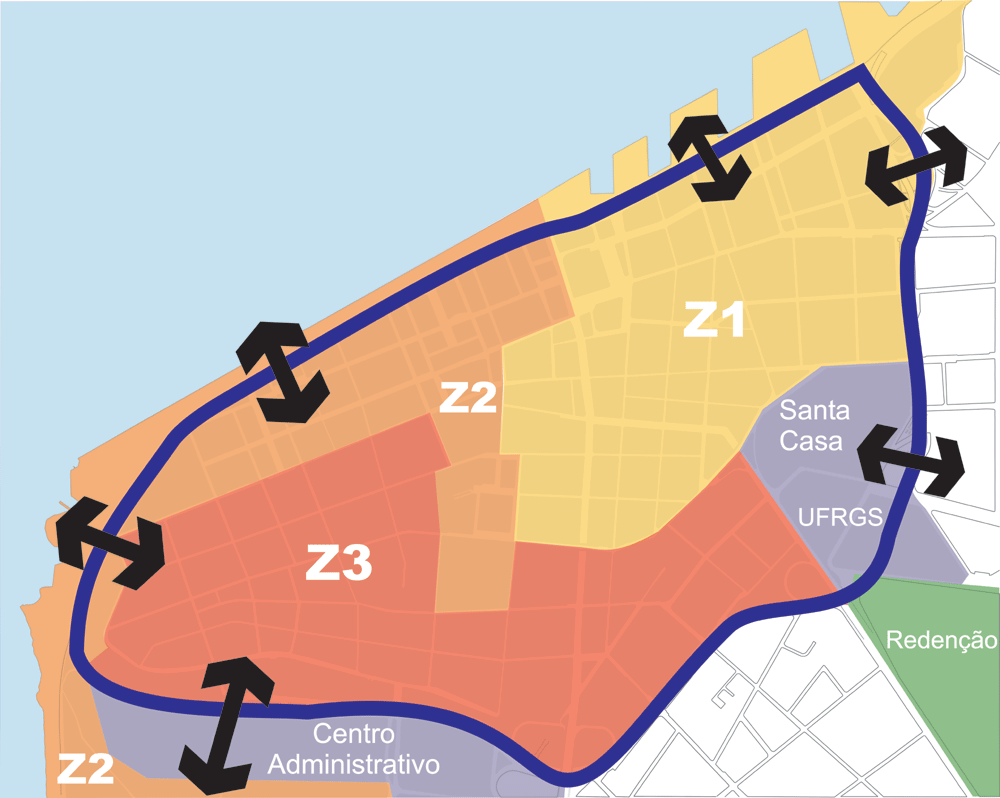 Z1
Z2
Santa
Casa
UFRGS
Z3
Redenção
Centro
Administrativo
Z2